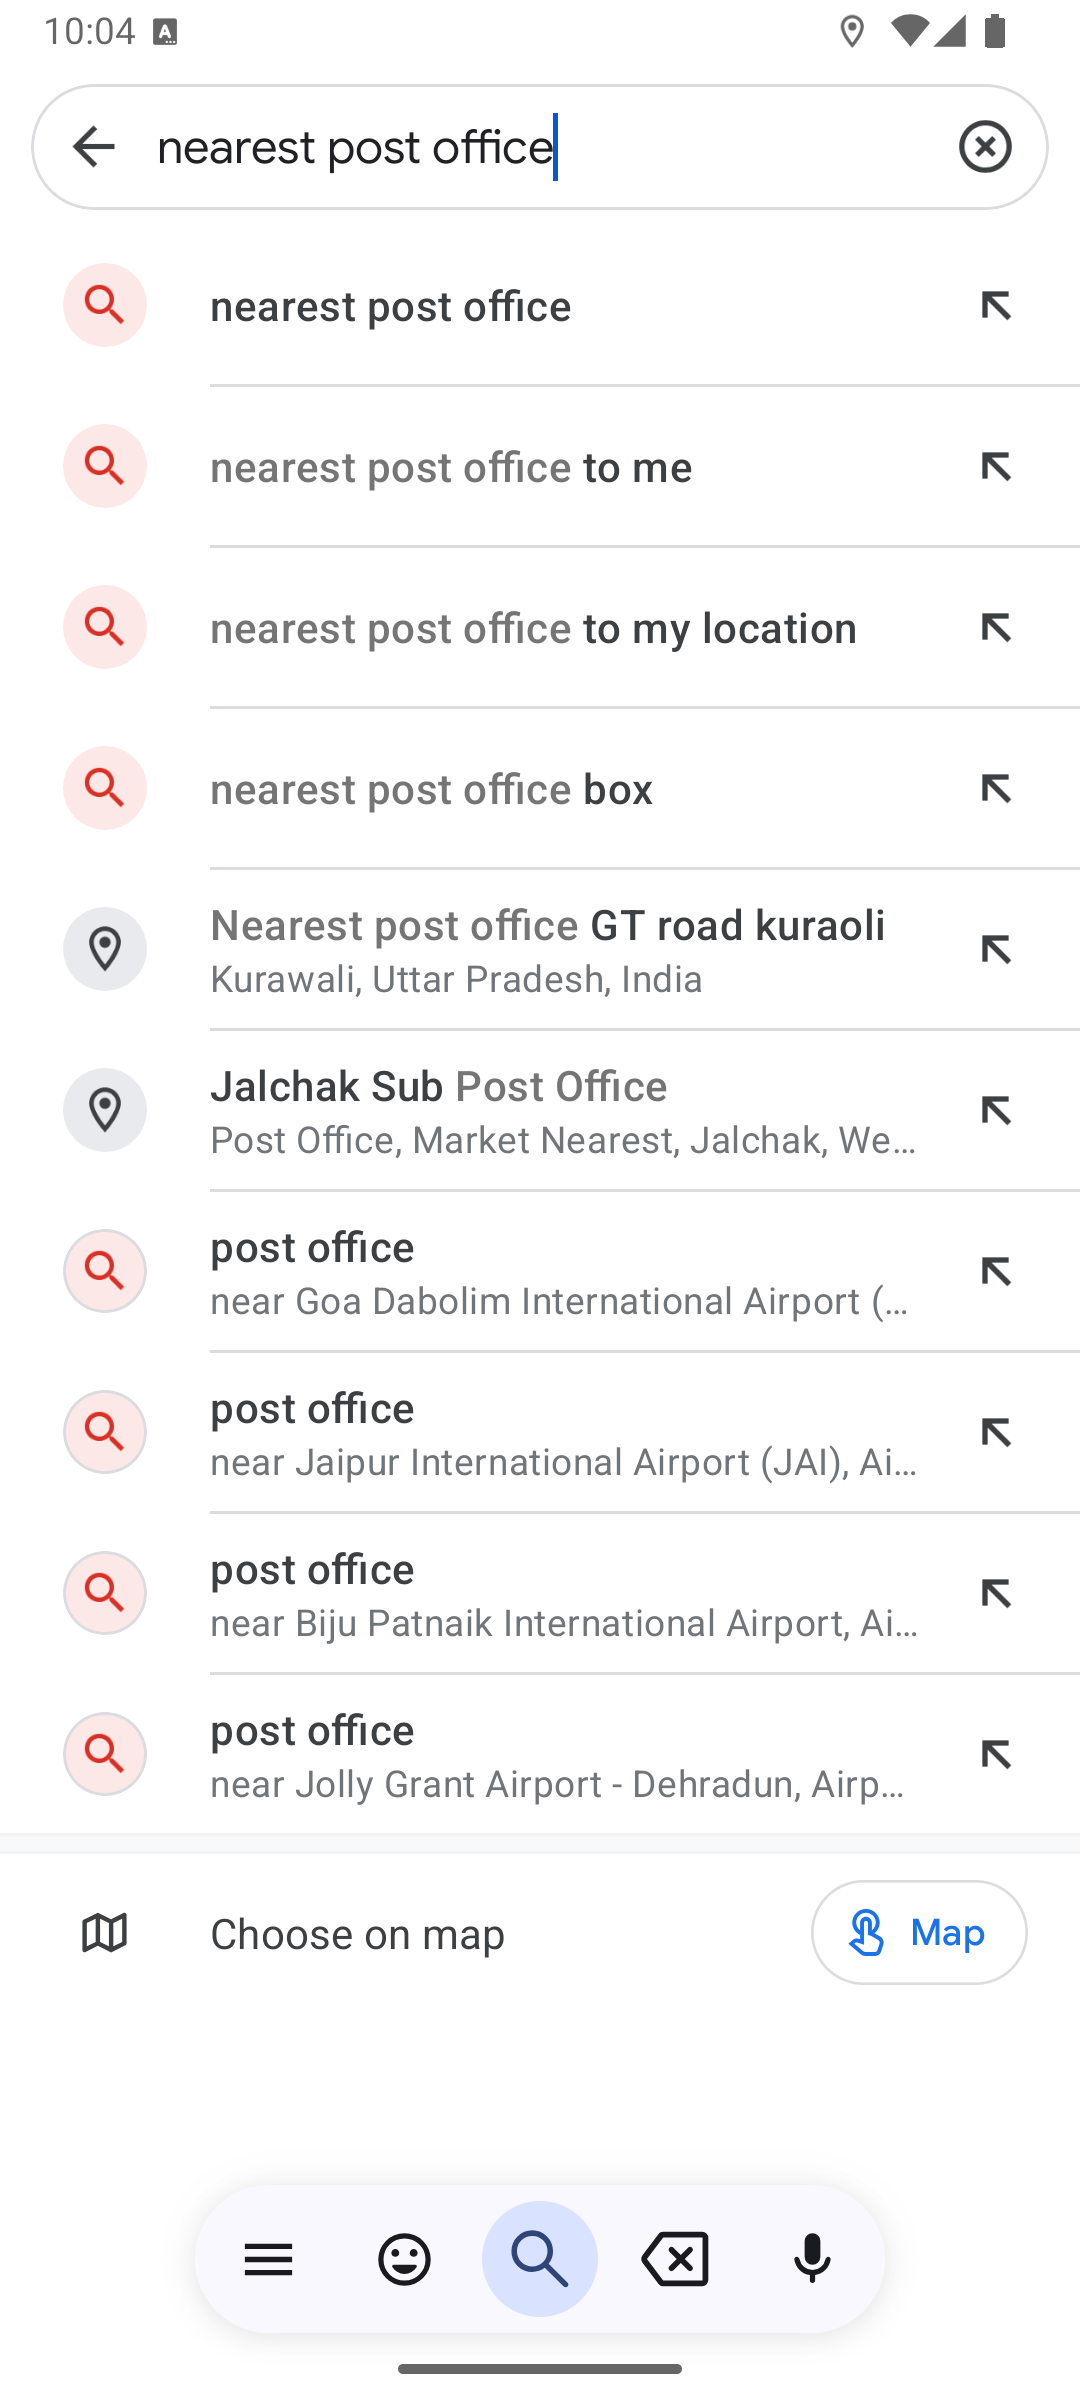 10:04
nearest post office
nearest post office
nearest post office to me
nearest post office to my location
nearest post office box
Nearest post office GT road kuraoli
Kurawali, Uttar Pradesh, India
Jalchak Sub Post Office
Post Office, Market Nearest, Jalchak, We...
post office
near Goa Dabolim International Airport (...
post office
near Jaipur International Airport (JAI), Ai...
post office
near Biju Patnaik International Airport, Ai...
post office
near Jolly Grant Airport - Dehradun, Airp...
Choose on map
Map